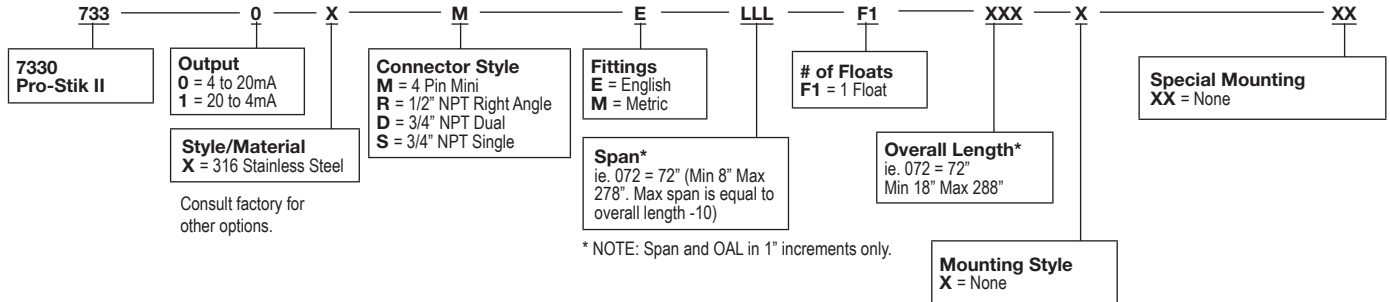 733 0 X M E LLL F1 XXX X XX
7330
Pro-Stik II
Output
0 = 4 to 20mA
1 = 20 to 4mA
Style/Material
X = 316 Stainless Steel
Consult factory for
other options.
Connector Style
M = 4 Pin Mini
R = 1/2" NPT Right Angle
D = 3/4" NPT Dual
S = 3/4" NPT Single
Fittings
E = English
M = Metric
Span*
ie. 072 = 72" (Min 8" Max
278". Max span is equal to
overall length -10)
* NOTE: Span and OAL in 1" increments only.
# of Floats
F1 = 1 Float
Overall Length*
ie. 072 = 72"
Min 18" Max 288"
Mounting Style
X = None
Special Mounting
XX = None